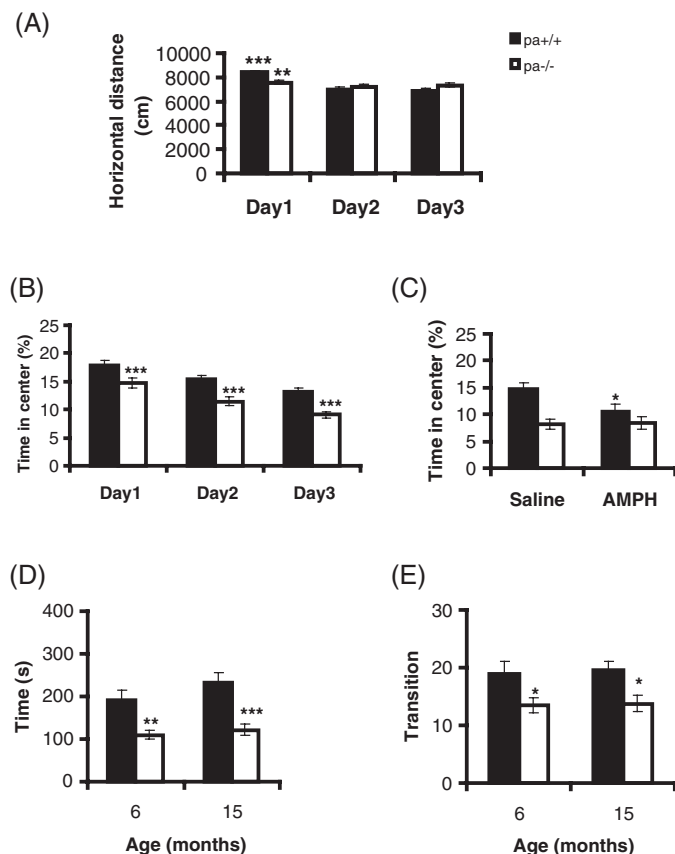 (A)
pa+/+
pa-/-
Horizontal distance
(cm)
10000
8000
6000
4000
2000
0
*** **
Day1 Day2 Day3
(B)
Time in center (%)
25
20
15
10
5
0
***
***
***
Day1 Day2 Day3
(C)
Time in center (%)
25
20
15
10
5
0
*
Saline AMPH
(D)
Time (s)
400
300
200
100
0
**
***
6 15
Age (months)
(E)
Transition
30
20
10
0
*
*
6 15
Age (months)